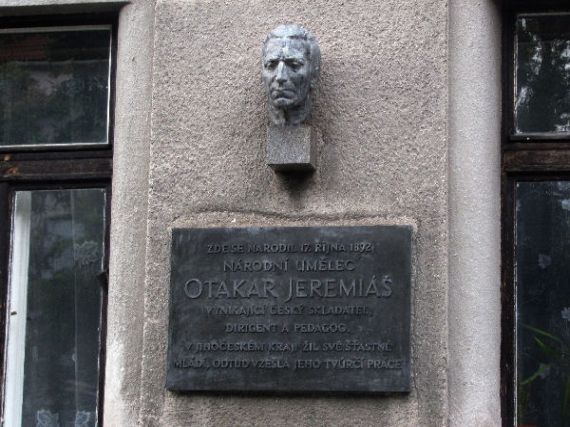 ZDE SE NARODIL 17. ŘÍJNA 1892
NÁRODNÍ UMĚLEC
OTAKAR JEREMIÁŠ
VYNIKAJÍCÍ ČESKÝ SKLADATEL,
DIRIGENT A PEDAGOG.
V JIHOČESKÉM KRAJI ŽIL SVÉ ŠŤASTNÉ
MLÁDÍ, ODTUD VZEŠLA JEHO TVŮRČÍ PRÁCE